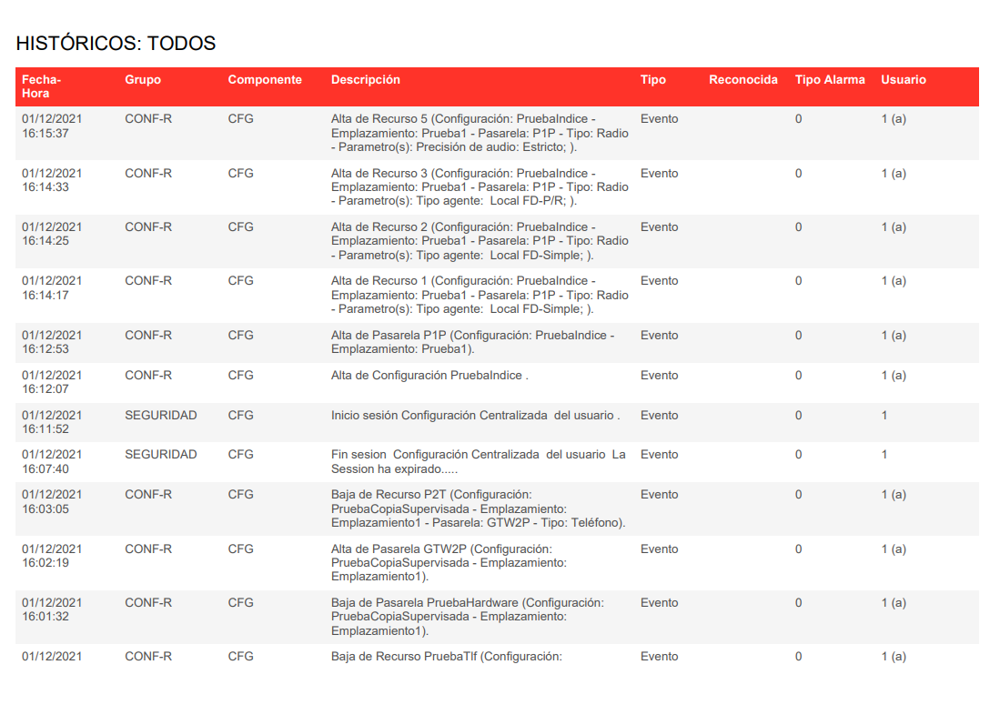 HISTÓRICOS: TODOS
Fecha- Grupo Componente Descripción Tipo Reconocida Tipo Alarma Usuario
Hora
01/12/2021 CONF-R CFG Alta de Recurso 5 (Configuración: PruebaIndice - Evento 0 1 (a)
16:15:37 Emplazamiento: Prueba1 - Pasarela: P1P - Tipo: Radio
- Parametro(s): Precisión de audio: Estricto; ).
01/12/2021 CONF-R CFG Alta de Recurso 3 (Configuración: PruebaIndice - Evento 0 1 (a)
16:14:33 Emplazamiento: Prueba1 - Pasarela: P1P - Tipo: Radio
- Parametro(s): Tipo agente:  Local FD-P/R; ).
01/12/2021 CONF-R CFG Alta de Recurso 2 (Configuración: PruebaIndice - Evento 0 1 (a)
16:14:25 Emplazamiento: Prueba1 - Pasarela: P1P - Tipo: Radio
- Parametro(s): Tipo agente:  Local FD-Simple; ).
01/12/2021 CONF-R CFG Alta de Recurso 1 (Configuración: PruebaIndice - Evento 0 1 (a)
16:14:17 Emplazamiento: Prueba1 - Pasarela: P1P - Tipo: Radio
- Parametro(s): Tipo agente:  Local FD-Simple; ).
01/12/2021 CONF-R CFG Alta de Pasarela P1P (Configuración: PruebaIndice - Evento 0 1 (a)
16:12:53 Emplazamiento: Prueba1).
01/12/2021 CONF-R CFG Alta de Configuración PruebaIndice . Evento 0 1 (a)
16:12:07
01/12/2021 SEGURIDAD CFG Inicio sesión Configuración Centralizada  del usuario . Evento 0 1
16:11:52
01/12/2021 SEGURIDAD CFG Fin sesion  Configuración Centralizada  del usuario  La Evento 0 1
16:07:40 Session ha expirado.....
01/12/2021 CONF-R CFG Baja de Recurso P2T (Configuración: Evento 0 1 (a)
16:03:05 PruebaCopiaSupervisada - Emplazamiento:
Emplazamiento1 - Pasarela: GTW2P - Tipo: Teléfono).
01/12/2021 CONF-R CFG Alta de Pasarela GTW2P (Configuración: Evento 0 1 (a)
16:02:19 PruebaCopiaSupervisada - Emplazamiento:
Emplazamiento1).
01/12/2021 CONF-R CFG Baja de Pasarela PruebaHardware (Configuración: Evento 0 1 (a)
16:01:32 PruebaCopiaSupervisada - Emplazamiento:
Emplazamiento1).
01/12/2021 CONF-R CFG Baja de Recurso PruebaTlf (Configuración: Evento 0 1 (a)